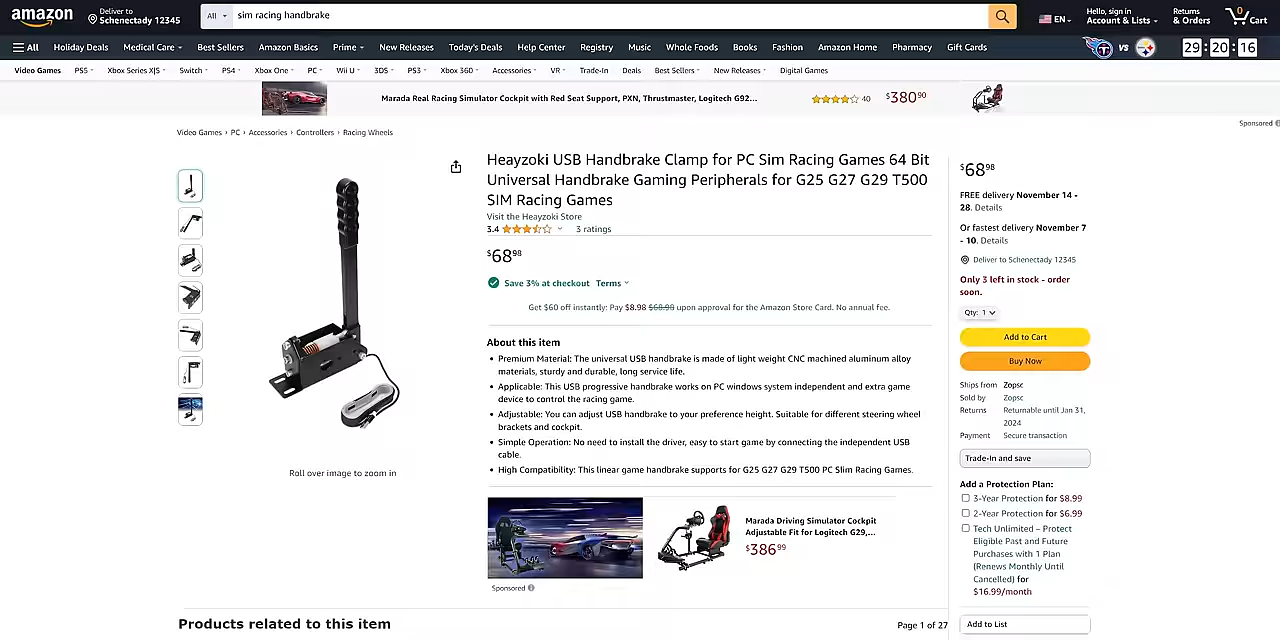 amazon
Deliver to
Schenectady 12345
All
sim racing handbrake
EN
Hello, sign in
Account & Lists
Returns
& Orders
0
Cart
All
Holiday Deals
Medical Care
Best Sellers
Amazon Basics
Prime
New Releases
Today's Deals
Help Center
Registry
Music
Whole Foods
Books
Fashion
Amazon Home
Pharmacy
Gift Cards
VS
29:20:16
Video Games
PS5
Xbox Series X|S
Switch
PS4
Xbox One
PC
Wii U
3DS
PS3
Xbox 360
Accessories
VR
Trade-In
Deals
Best Sellers
New Releases
Digital Games
Marada Real Racing Simulator Cockpit with Red Seat Support, PXN, Thrustmaster, Logitech G92...
40
$38090
Sponsored
Video Games › PC › Accessories › Controllers › Racing Wheels
Roll over image to zoom in
Heayzoki USB Handbrake Clamp for PC Sim Racing Games 64 Bit
Universal Handbrake Gaming Peripherals for G25 G27 G29 T500
SIM Racing Games
Visit the Heayzoki Store
3.4
3 ratings
$6898
Save 3% at checkout Terms
Get $60 off instantly: Pay $8.98 $68.98 upon approval for the Amazon Store Card. No annual fee.
About this item
• Premium Material: The universal USB handbrake is made of light weight CNC machined aluminum alloy
materials, sturdy and durable, long service life.
• Applicable: This USB progressive handbrake works on PC windows system independent and extra game
device to control the racing game.
• Adjustable: You can adjust USB handbrake to your preference height. Suitable for different steering wheel
brackets and cockpit.
• Simple Operation: No need to install the driver, easy to start game by connecting the independent USB
cable.
• High Compatibility: This linear game handbrake supports for G25 G27 G29 T500 PC Slim Racing Games.
Marada Driving Simulator Cockpit
Adjustable Fit for Logitech G29,...
$38699
Sponsored
$6898
FREE delivery November 14 -
28. Details
Or fastest delivery November 7
- 10. Details
Deliver to Schenectady 12345
Only 3 left in stock - order
soon.
Qty: 1
Add to Cart
Buy Now
Ships from Zopsc
Sold by Zopsc
Returns Returnable until Jan 31,
2024
Payment Secure transaction
Trade-In and save
Add a Protection Plan:
3-Year Protection for $8.99
2-Year Protection for $6.99
Tech Unlimited – Protect
Eligible Past and Future
Purchases with 1 Plan
(Renews Monthly Until
Cancelled) for
$16.99/month
Add to List
Products related to this item
Page 1 of 27